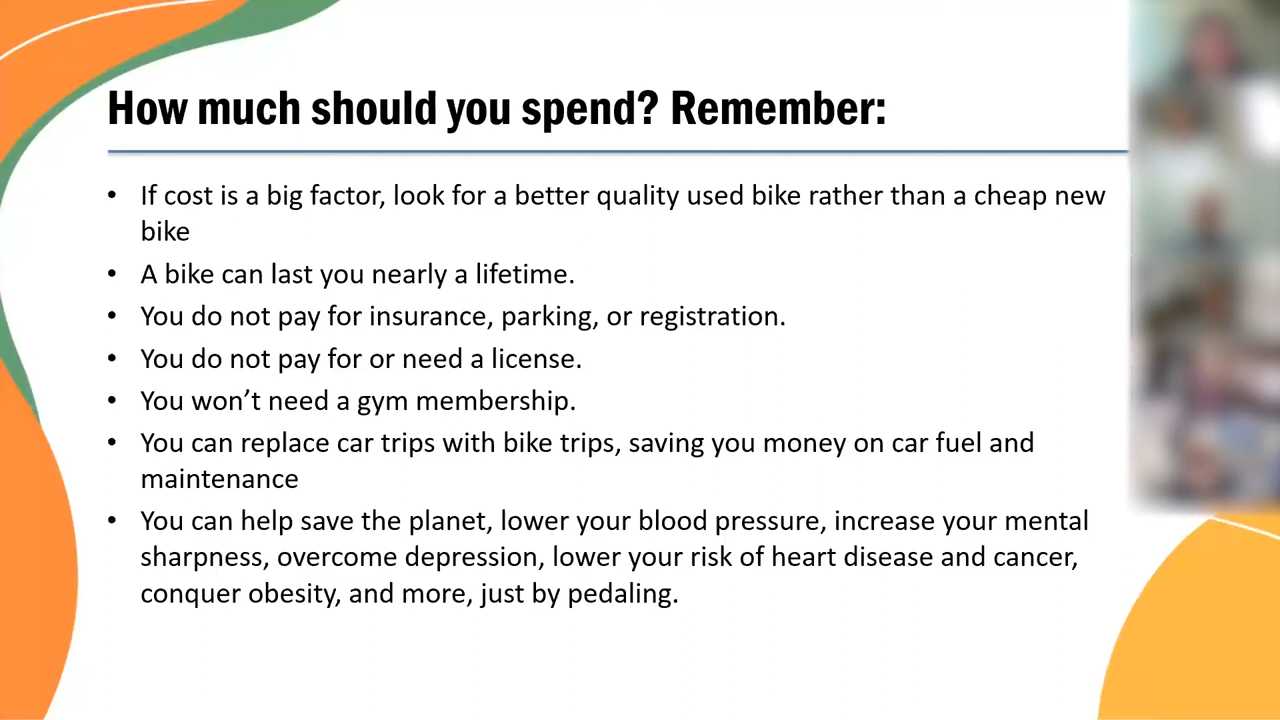 How much should you spend? Remember:
• If cost is a big factor, look for a better quality used bike rather than a cheap new
bike
• A bike can last you nearly a lifetime.
• You do not pay for insurance, parking, or registration.
• You do not pay for or need a license.
• You won’t need a gym membership.
• You can replace car trips with bike trips, saving you money on car fuel and
maintenance
• You can help save the planet, lower your blood pressure, increase your mental
sharpness, overcome depression, lower your risk of heart disease and cancer,
conquer obesity, and more, just by pedaling.